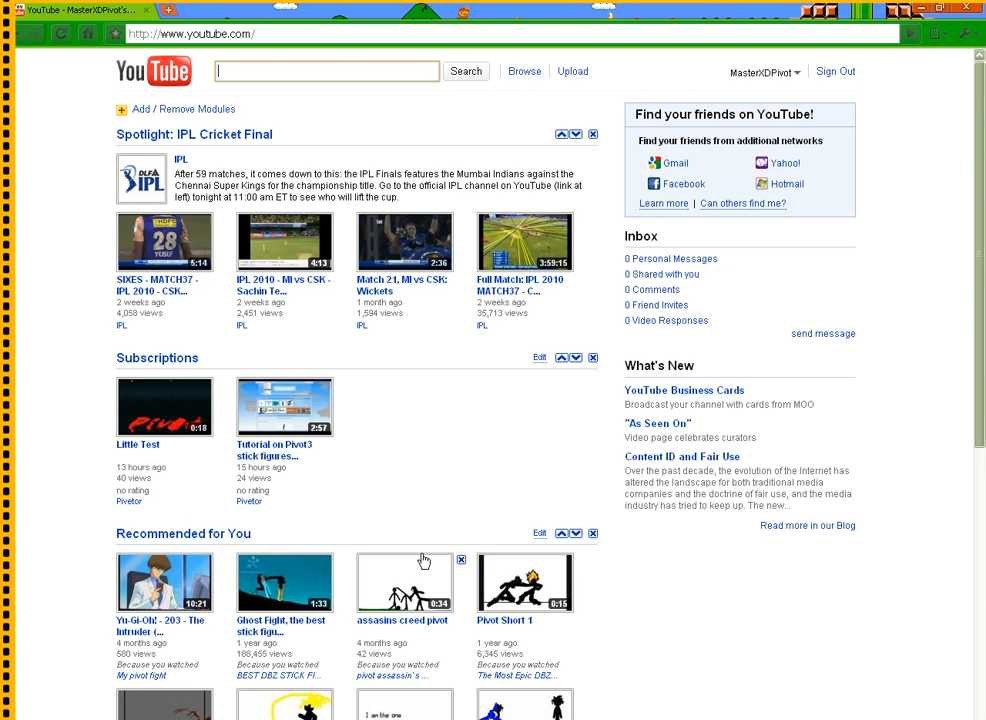 YouTube - MasterXDPivot's...
http://www.youtube.com/
YouTube
Search
Browse
Upload
MasterXDPivot
Sign Out
Add / Remove Modules
Spotlight: IPL Cricket Final
IPL
DLF
IPL
After 59 matches, it comes down to this: the IPL Finals features the Mumbai Indians against the
Chennai Super Kings for the championship title. Go to the official IPL channel on YouTube (link at
left) tonight at 11:00 am ET to see who will lift the cup.
28
YUSUF
5:14
4:13
2:36
3:59:15
SIXES - MATCH37 -
IPL 2010 - CSK...
2 weeks ago
4,058 views
IPL
IPL 2010 - MI vs CSK -
Sachin Te...
2 weeks ago
2,451 views
IPL
Match 21, MI vs CSK:
Wickets
1 month ago
1,594 views
IPL
Full Match: IPL 2010
MATCH37 - C...
2 weeks ago
35,713 views
IPL
Subscriptions
Edit
0:18
2:57
Little Test
13 hours ago
40 views
no rating
Pivetor
Tutorial on Pivot3
stick figures...
15 hours ago
24 views
no rating
Pivetor
Recommended for You
Edit
10:21
1:33
0:34
0:15
Yu-Gi-Oh! - 203 - The
Intruder (...
4 months ago
580 views
Because you watched
My pivot fight
Ghost Fight, the best
stick figu...
1 year ago
188,455 views
Because you watched
BEST DBZ STICK FI...
assasins creed pivot
4 months ago
42 views
Because you watched
pivot assassin`s ...
Pivot Short 1
1 year ago
6,345 views
Because you watched
The Most Epic DBZ...
I am the one
Find your friends on YouTube!
Find your friends from additional networks
Gmail
Yahoo!
Facebook
Hotmail
Learn more | Can others find me?
Inbox
0 Personal Messages
0 Shared with you
0 Comments
0 Friend Invites
0 Video Responses
send message
What's New
YouTube Business Cards
Broadcast your channel with cards from MOO
"As Seen On"
Video page celebrates curators
Content ID and Fair Use
Over the past decade, the evolution of the Internet has
altered the landscape for both traditional media
companies and the doctrine of fair use, and the media
industry has tried to keep up. The new...
Read more in our Blog